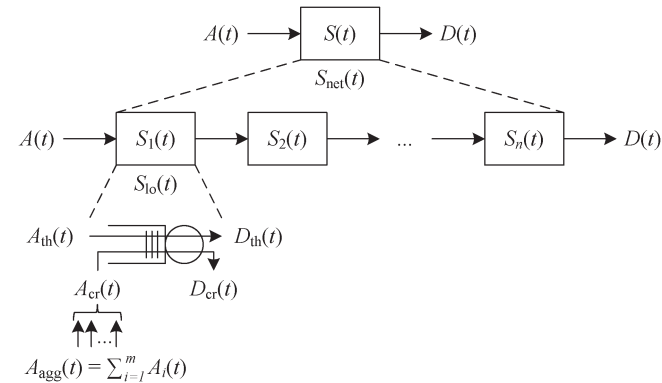 A(t) S(t) D(t)
S_net(t)
A(t) S_1(t) S_2(t) ... S_n(t) D(t)
S_lo(t)
A_th(t) D_th(t)
A_cr(t) D_cr(t)
...
A_agg(t) = ∑_{i=1}^{m} A_i(t)